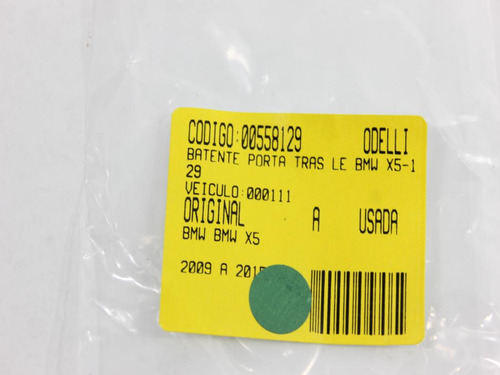 CODIGO:00558129 ODELLI
BATENTE PORTA TRAS LE BMW X5-1
29
VEICULO:000111
ORIGINAL A USADA
BMW BMW X5
2009 A